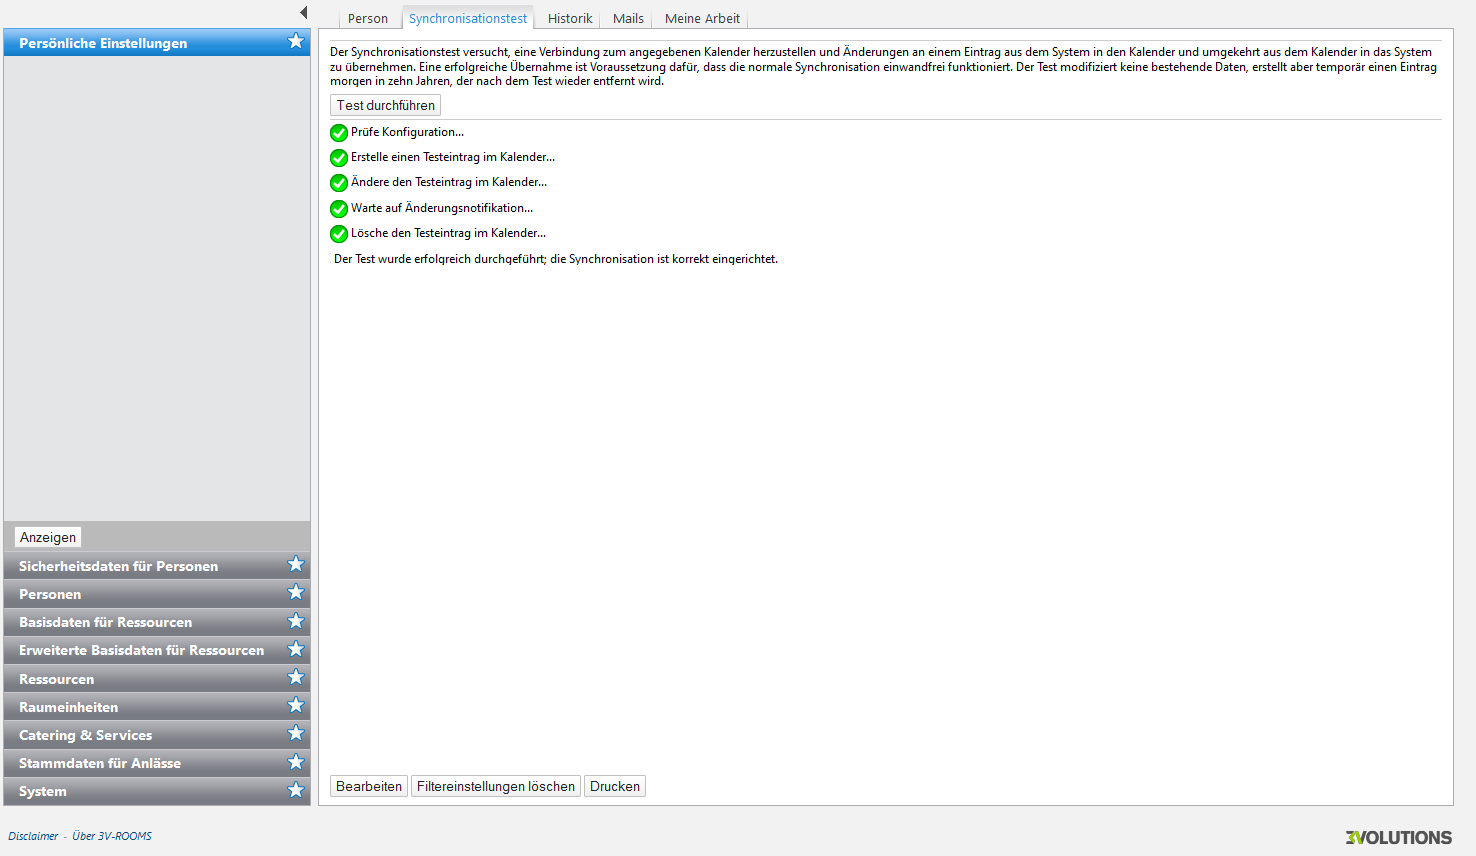 Person
Synchronisationstest
Historik
Mails
Meine Arbeit
Persönliche Einstellungen
Der Synchronisationstest versucht, eine Verbindung zum angegebenen Kalender herzustellen und Änderungen an einem Eintrag aus dem System in den Kalender und umgekehrt aus dem Kalender in das System
zu übernehmen. Eine erfolgreiche Übernahme ist Voraussetzung dafür, dass die normale Synchronisation einwandfrei funktioniert. Der Test modifiziert keine bestehende Daten, erstellt aber temporär einen Eintrag
morgen in zehn Jahren, der nach dem Test wieder entfernt wird.
Test durchführen
Prüfe Konfiguration...
Erstelle einen Testeintrag im Kalender...
Ändere den Testeintrag im Kalender...
Warte auf Änderungsnotifikation...
Lösche den Testeintrag im Kalender...
Der Test wurde erfolgreich durchgeführt; die Synchronisation ist korrekt eingerichtet.
Anzeigen
Sicherheitsdaten für Personen
Personen
Basisdaten für Ressourcen
Erweiterte Basisdaten für Ressourcen
Ressourcen
Raumeinheiten
Catering & Services
Stammdaten für Anlässe
System
Bearbeiten
Filtereinstellungen löschen
Drucken
Disclaimer - Über 3V-ROOMS
3VOLUTIONS